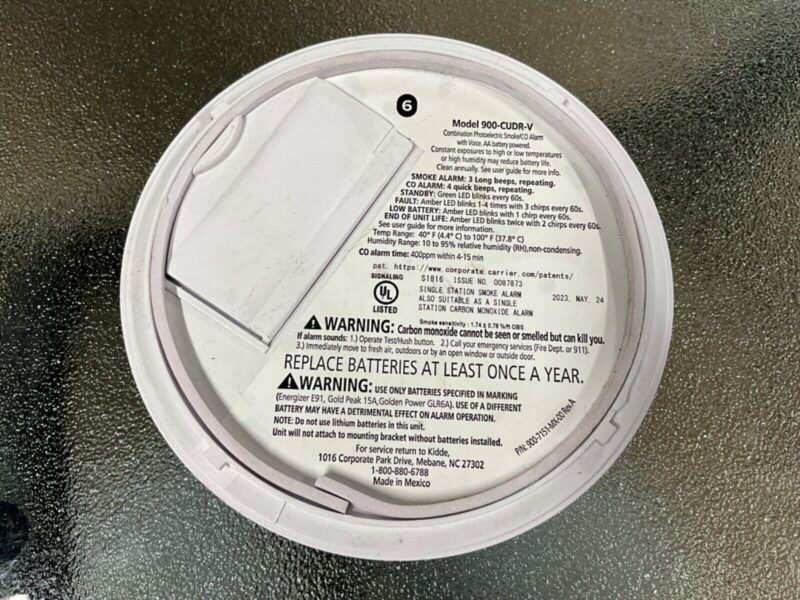 6
Model 900-CUDR-V
Combination Photoelectric Smoke/CO Alarm
with Voice. AA battery powered.
Constant exposures to high or low temperatures
or high humidity may reduce battery life.
Clean annually. See user guide for more info.
SMOKE ALARM: 3 Long beeps, repeating.
CO ALARM: 4 quick beeps, repeating.
STANDBY: Green LED blinks every 60s.
FAULT: Amber LED blinks 1-4 times with 3 chirps every 60s.
LOW BATTERY: Amber LED blinks with 1 chirp every 60s.
END OF UNIT LIFE: Amber LED blinks twice with 2 chirps every 60s.
See user guide for more information.
Temp Range: 40° F (4.4° C) to 100° F (37.8° C)
Humidity Range: 10 to 95% relative humidity (RH),non-condensing.
CO alarm time: 400ppm within 4-15 min
pat. https://www.corporate.carrier.com/patents/
SIGNALING S1816 ISSUE NO. 0087873
UL
LISTED
SINGLE STATION SMOKE ALARM
ALSO SUITABLE AS A SINGLE
STATION CARBON MONOXIDE ALARM
2023. MAY. 24
Smoke sensitivity : 1.74 ± 0.76 %/ft OBS
WARNING: Carbon monoxide cannot be seen or smelled but can kill you.
If alarm sounds: 1.) Operate Test/Hush button. 2.) Call your emergency services (Fire Dept. or 911).
3.) Immediately move to fresh air, outdoors or by an open window or outside door.
REPLACE BATTERIES AT LEAST ONCE A YEAR.
WARNING: USE ONLY BATTERIES SPECIFIED IN MARKING
(Energizer E91, Gold Peak 15A,Golden Power GLR6A). USE OF A DIFFERENT
BATTERY MAY HAVE A DETRIMENTAL EFFECT ON ALARM OPERATION.
NOTE: Do not use lithium batteries in this unit.
Unit will not attach to mounting bracket without batteries installed.
For service return to Kidde,
1016 Corporate Park Drive, Mebane, NC 27302
1-800-880-6788
Made in Mexico
P/N: 900-7151-MX-00 Rev.A